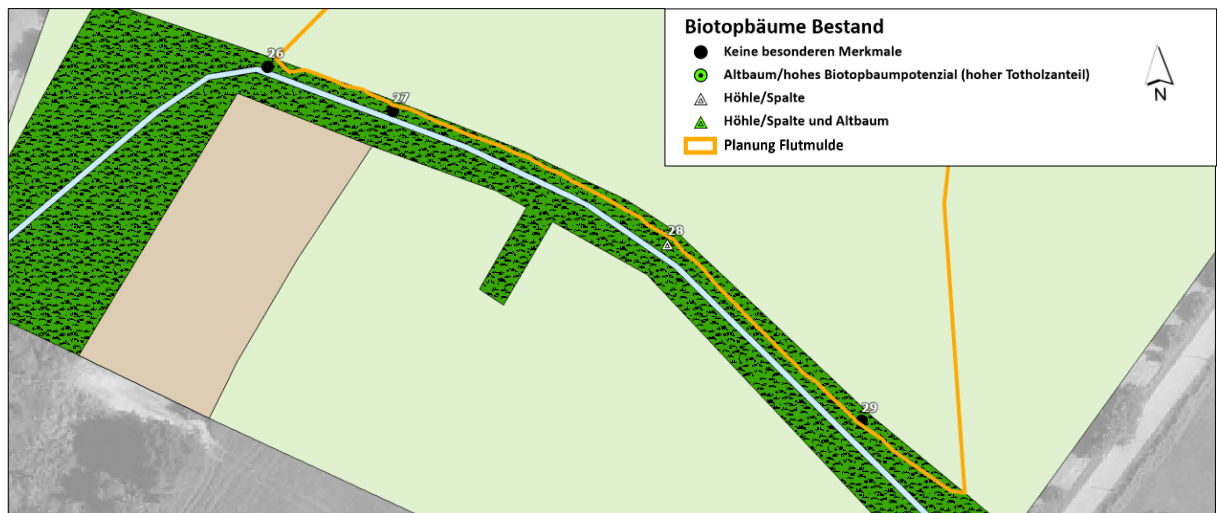 Biotopbäume Bestand
Keine besonderen Merkmale
Altbaum/hohes Biotopbaumpotenzial (hoher Totholzanteil)
Höhle/Spalte
Höhle/Spalte und Altbaum
Planung Flutmulde
N
26
27
28
29